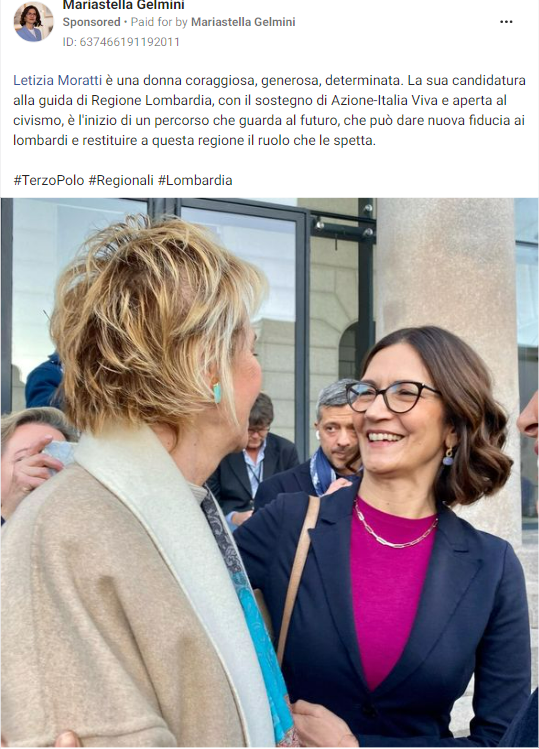 Mariastella Gelmini
Sponsored • Paid for by Mariastella Gelmini
ID: 637466191192011
Letizia Moratti è una donna coraggiosa, generosa, determinata. La sua candidatura
alla guida di Regione Lombardia, con il sostegno di Azione-Italia Viva e aperta al
civismo, è l'inizio di un percorso che guarda al futuro, che può dare nuova fiducia ai
lombardi e restituire a questa regione il ruolo che le spetta.
#TerzoPolo #Regionali #Lombardia